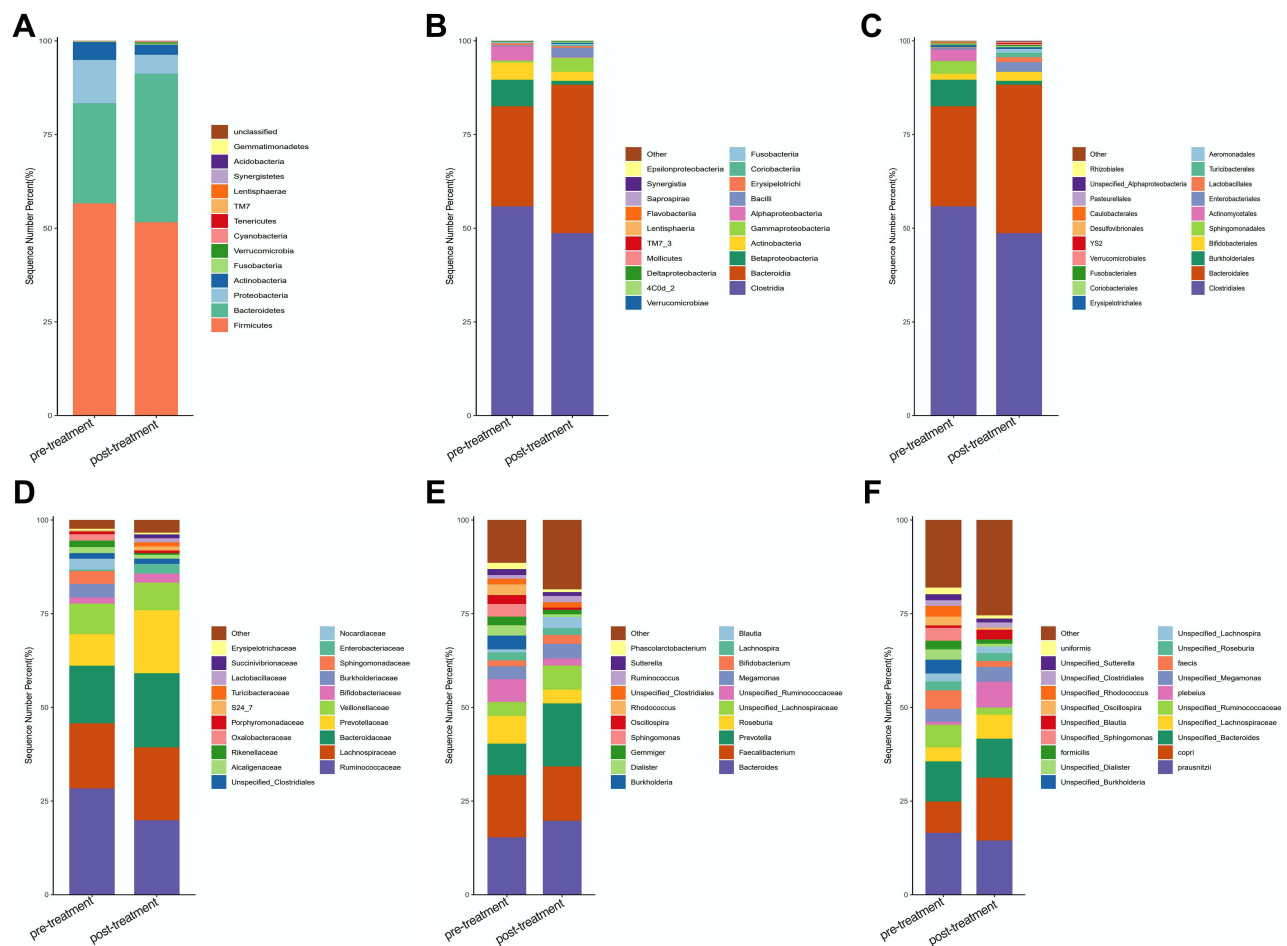 A
100
75
50
25
0
Sequence Number Percent(%)
pre-treatment
post-treatment
unclassified
Gemmatimonadetes
Acidobacteria
Synergistetes
Lentisphaerae
TM7
Tenericutes
Cyanobacteria
Verrucomicrobia
Fusobacteria
Actinobacteria
Proteobacteria
Bacteroidetes
Firmicutes
B
100
75
50
25
0
Sequence Number Percent(%)
pre-treatment
post-treatment
Other
Epsilonproteobacteria
Synergistia
Saprospirae
Flavobacteriia
Lentisphaeria
TM7_3
Mollicutes
Deltaproteobacteria
4C0d_2
Verrucomicrobiae
Fusobacteriia
Coriobacteriia
Erysipelotrichi
Bacilli
Alphaproteobacteria
Gammaproteobacteria
Actinobacteria
Betaproteobacteria
Bacteroidia
Clostridia
C
100
75
50
25
0
Sequence Number Percent(%)
pre-treatment
post-treatment
Other
Rhizobiales
Unspecified_Alphaproteobacteria
Pasteurellales
Caulobacterales
Desulfovibrionales
YS2
Verrucomicrobiales
Fusobacteriales
Coriobacteriales
Erysipelotrichales
Aeromonadales
Turicibacterales
Lactobacillales
Enterobacteriales
Actinomycetales
Sphingomonadales
Bifidobacteriales
Burkholderiales
Bacteroidales
Clostridiales
D
100
75
50
25
0
Sequence Number Percent(%)
pre-treatment
post-treatment
Other
Erysipelotrichaceae
Succinivibrionaceae
Lactobacillaceae
Turicibacteraceae
S24_7
Porphyromonadaceae
Oxalobacteraceae
Rikenellaceae
Alcaligenaceae
Unspecified_Clostridiales
Nocardiaceae
Enterobacteriaceae
Sphingomonadaceae
Burkholderiaceae
Bifidobacteriaceae
Veillonellaceae
Prevotellaceae
Bacteroidaceae
Lachnospiraceae
Ruminococcaceae
E
100
75
50
25
0
Sequence Number Percent(%)
pre-treatment
post-treatment
Other
Phascolarctobacterium
Sutterella
Ruminococcus
Unspecified_Clostridiales
Rhodococcus
Oscillospira
Sphingomonas
Gemmiger
Dialister
Burkholderia
Blautia
Lachnospira
Bifidobacterium
Megamonas
Unspecified_Ruminococcaceae
Unspecified_Lachnospiraceae
Roseburia
Prevotella
Faecalibacterium
Bacteroides
F
100
75
50
25
0
Sequence Number Percent(%)
pre-treatment
post-treatment
Other
uniformis
Unspecified_Sutterella
Unspecified_Clostridiales
Unspecified_Rhodococcus
Unspecified_Oscillospira
Unspecified_Blautia
Unspecified_Sphingomonas
formicilis
Unspecified_Dialister
Unspecified_Burkholderia
Unspecified_Lachnospira
Unspecified_Roseburia
faecis
Unspecified_Megamonas
plebeius
Unspecified_Ruminococcaceae
Unspecified_Lachnospiraceae
Unspecified_Bacteroides
copri
prausnitzii